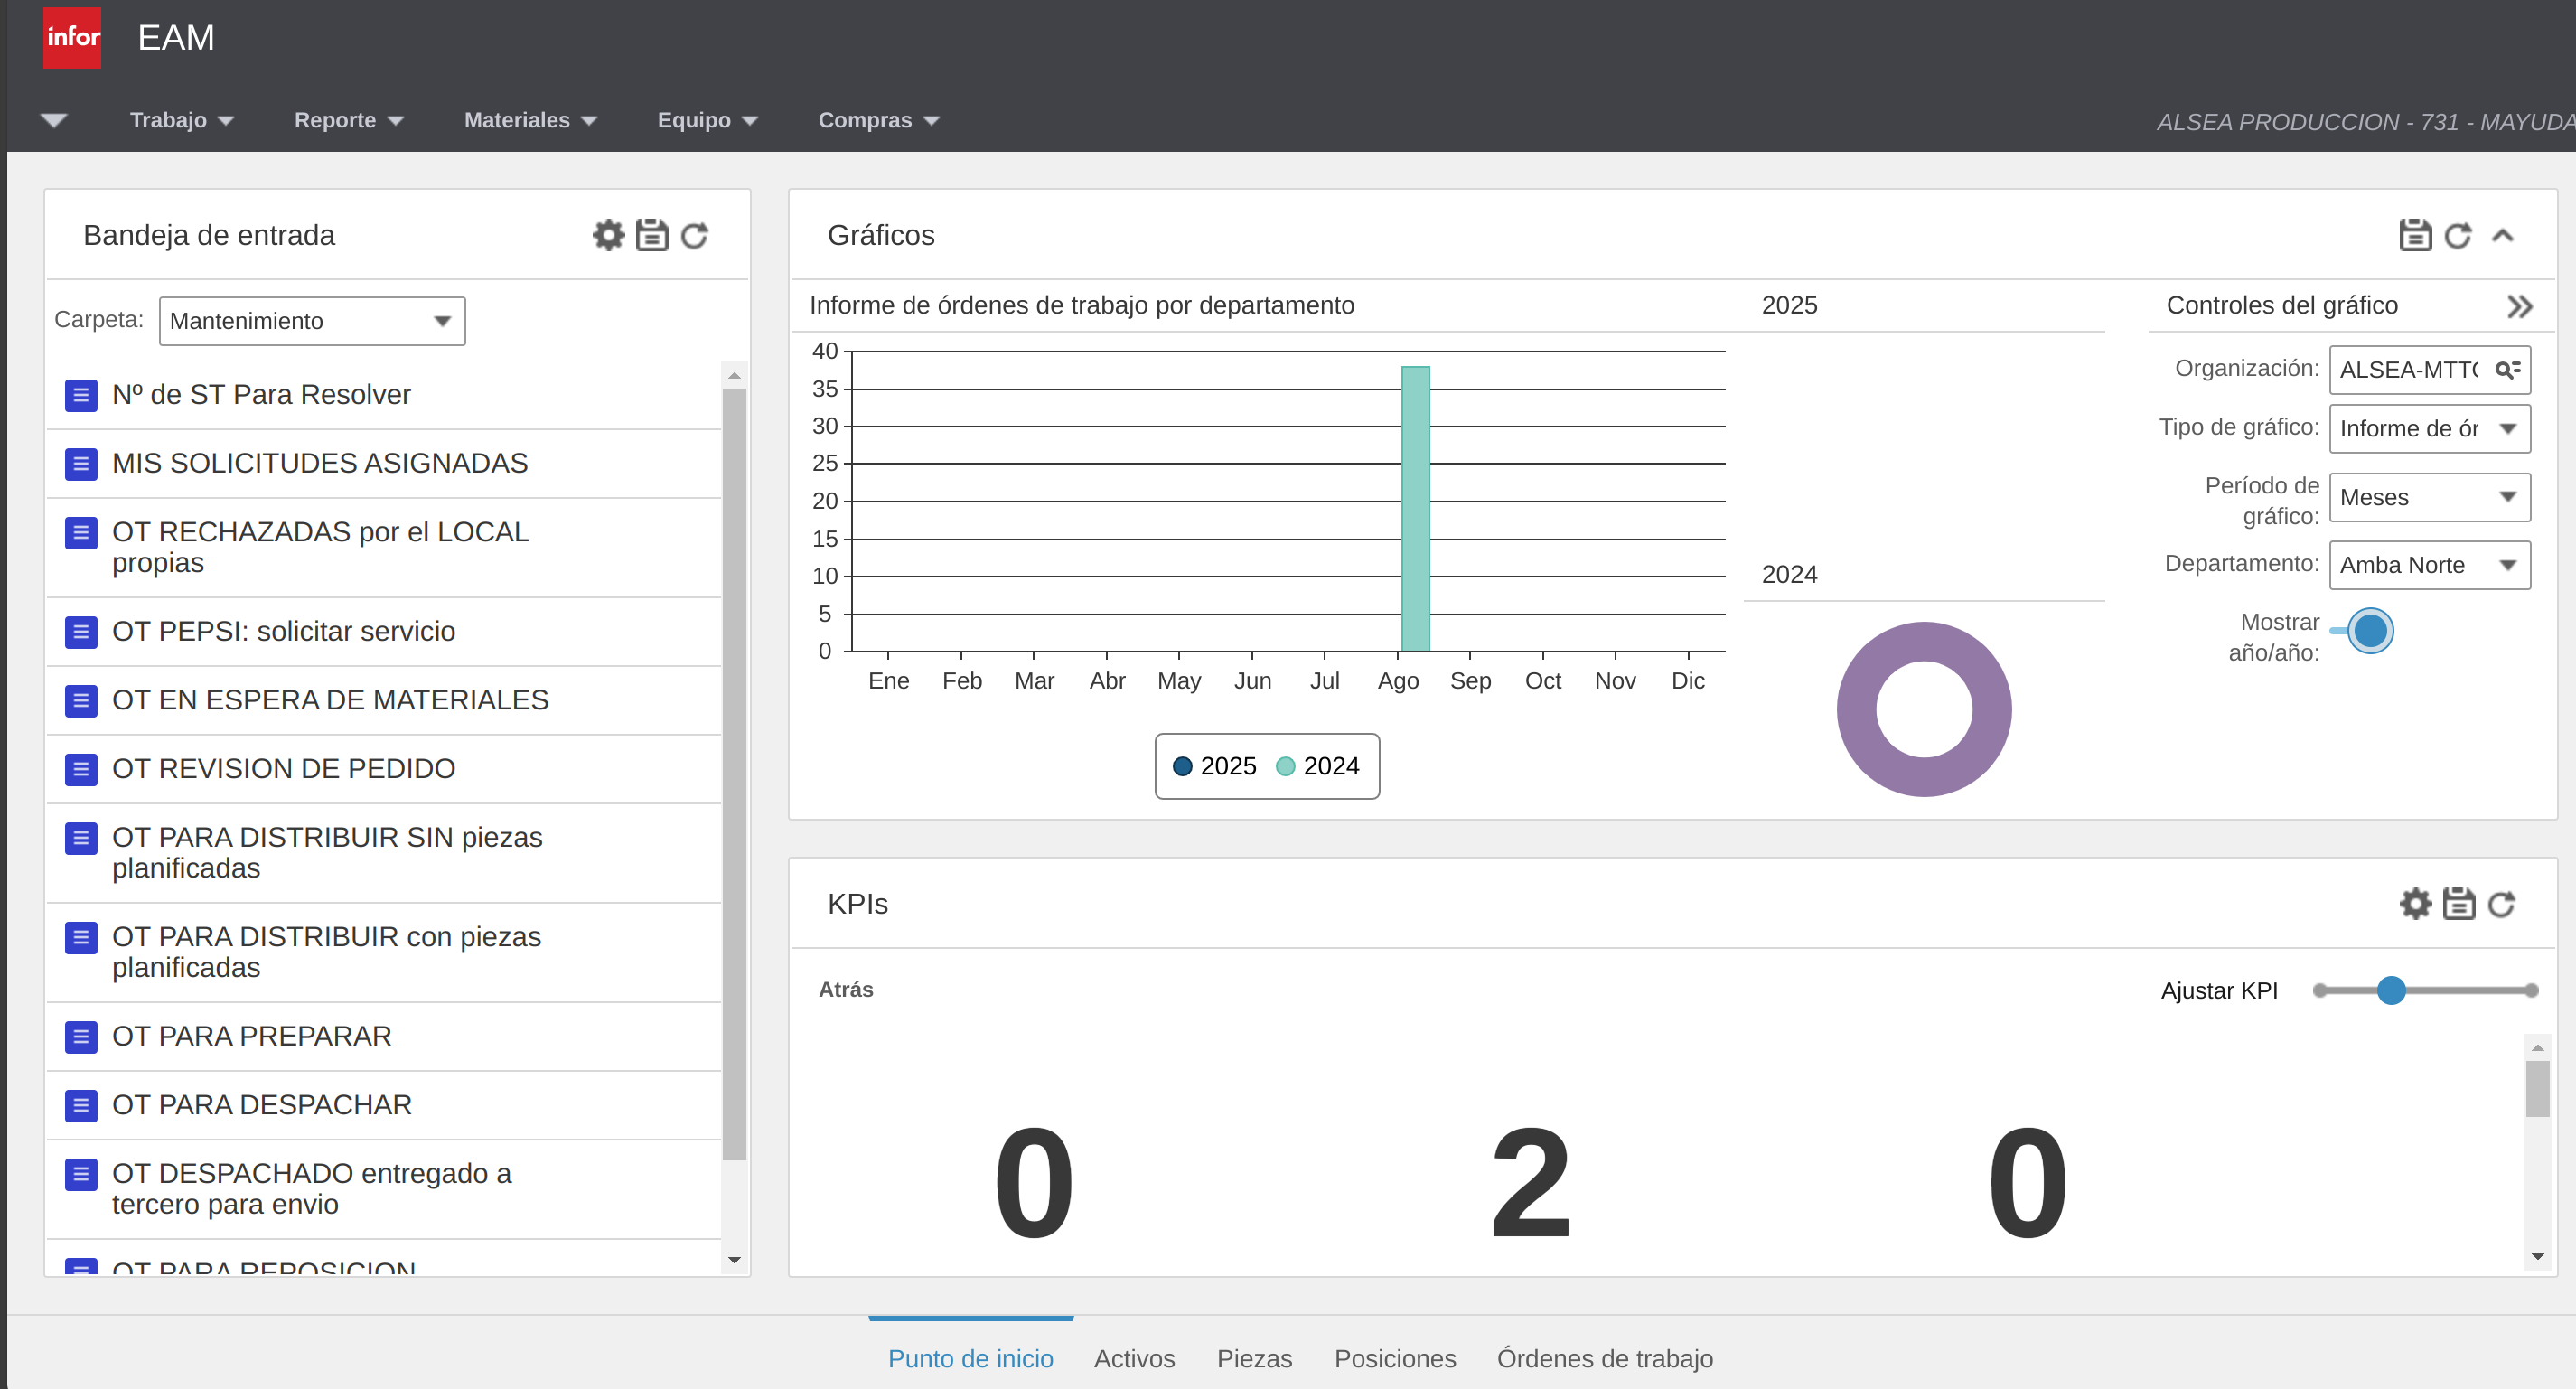 infor
EAM
Trabajo
Reporte
Materiales
Equipo
Compras
ALSEA PRODUCCION - 731 - MAYUDA
Bandeja de entrada
Carpeta:
Mantenimiento
Nº de ST Para Resolver
MIS SOLICITUDES ASIGNADAS
OT RECHAZADAS por el LOCAL
propias
OT PEPSI: solicitar servicio
OT EN ESPERA DE MATERIALES
OT REVISION DE PEDIDO
OT PARA DISTRIBUIR SIN piezas
planificadas
OT PARA DISTRIBUIR con piezas
planificadas
OT PARA PREPARAR
OT PARA DESPACHAR
OT DESPACHADO entregado a
tercero para envio
OT PARA REPOSICION
Gráficos
Informe de órdenes de trabajo por departamento
40
35
30
25
20
15
10
5
0
Ene Feb Mar Abr May Jun Jul Ago Sep Oct Nov Dic
2025 2024
2025
2024
Controles del gráfico
Organización:
ALSEA-MTT
Tipo de gráfico:
Informe de ór
Período de
gráfico:
Meses
Departamento:
Amba Norte
Mostrar
año/año:
KPIs
Atrás
Ajustar KPI
0
2
0
Punto de inicio
Activos
Piezas
Posiciones
Órdenes de trabajo